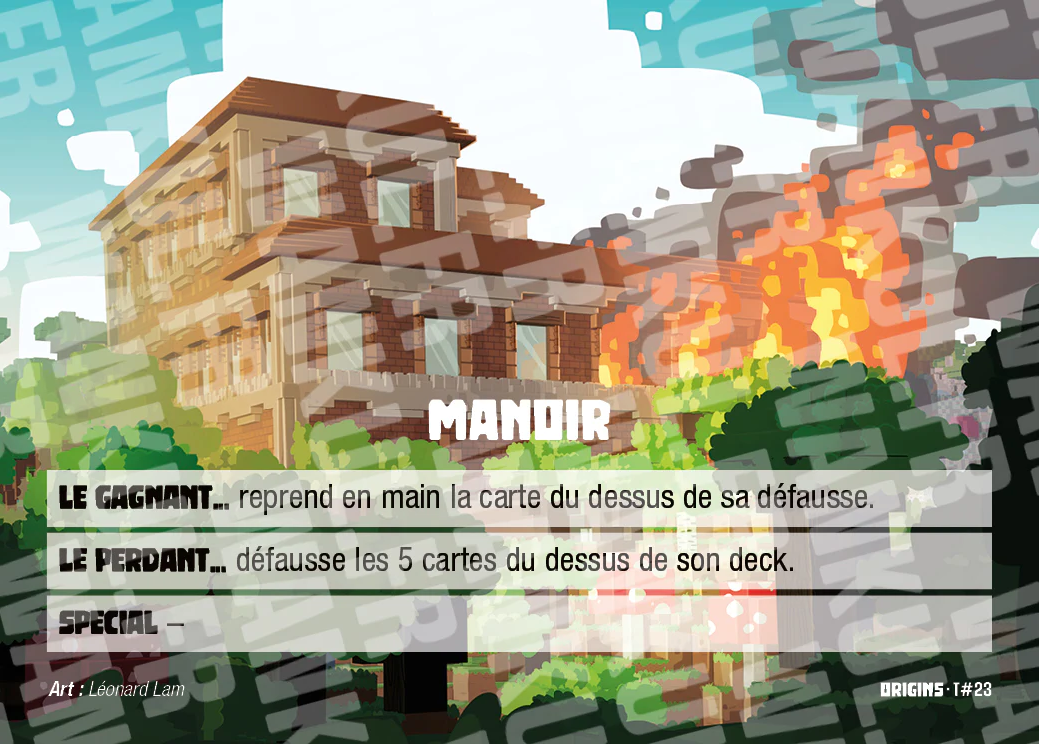 MANOIR
LE GAGNANT... reprend en main la carte du dessus de sa défausse.
LE PERDANT... défausse les 5 cartes du dessus de son deck.
SPECIAL –
Art : Léonard Lam
ORIGINS · T#23